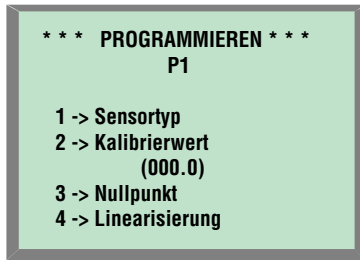 * * * PROGRAMMIEREN * * *
P1
1 -> Sensortyp
2 -> Kalibrierwert
(000.0)
3 -> Nullpunkt
4 -> Linearisierung